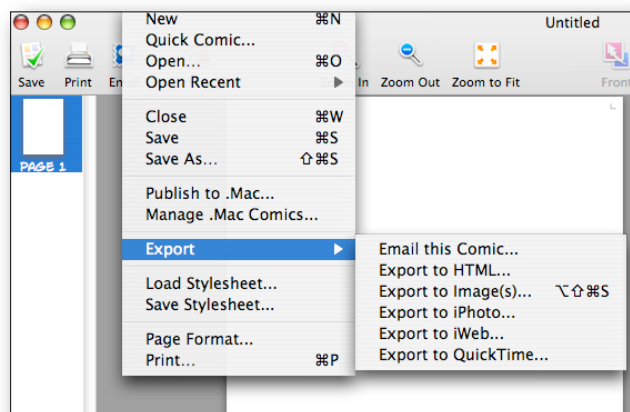 Untitled
New ⌘N
Quick Comic...
Open... ⌘O
Open Recent
Close ⌘W
Save ⌘S
Save As... ⇧⌘S
Publish to .Mac...
Manage .Mac Comics...
Export
Load Stylesheet...
Save Stylesheet...
Page Format...
Print... ⌘P
Email this Comic...
Export to HTML...
Export to Image(s)... ⌥⇧⌘S
Export to iPhoto...
Export to iWeb...
Export to QuickTime...
Save Print Em In Zoom Out Zoom to Fit Front
PAGE 1